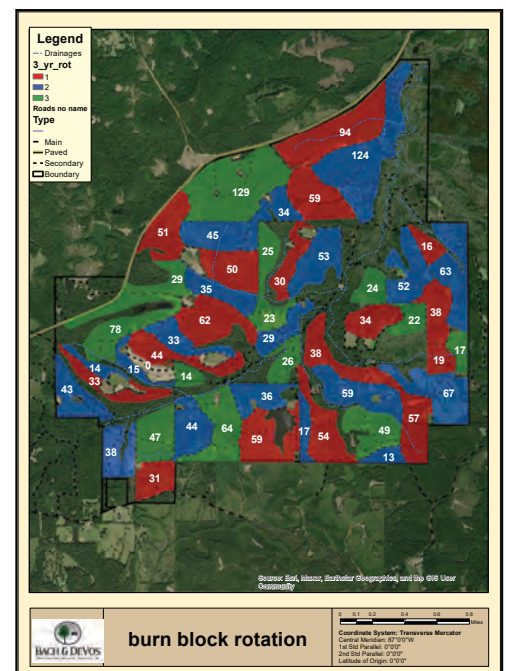 Legend
Drainages
3_yr_rot
1
2
3
Roads no name
Type
Main
Paved
Secondary
Boundary
94
124
129
59
34
51
45
25
53
16
63
50
30
29
35
24
52
38
62
23
34
22
78
33
29
17
44
0
26
38
19
14
15
14
33
43
36
59
67
57
47
44
64
59
17
54
49
38
13
31
Source: Esri, Maxar, Earthstar Geographics, and the GIS User
Community
BACH & DEVOS
burn block rotation
0 0.1 0.2 0.4 0.6 0.8
Miles
Coordinate System: Transverse Mercator
Central Meridian: 87°0'0"W
1st Std Parallel: 0°0'0"
2nd Std Parallel: 0°0'0"
Latitude of Origin: 0°0'0"